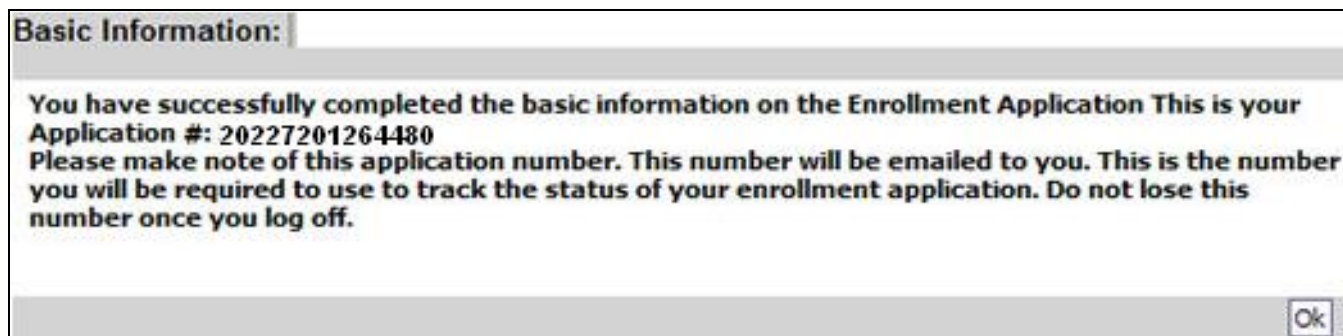 Basic Information:
You have successfully completed the basic information on the Enrollment Application This is your
Application #: 20227201264480
Please make note of this application number. This number will be emailed to you. This is the number
you will be required to use to track the status of your enrollment application. Do not lose this
number once you log off.
Ok